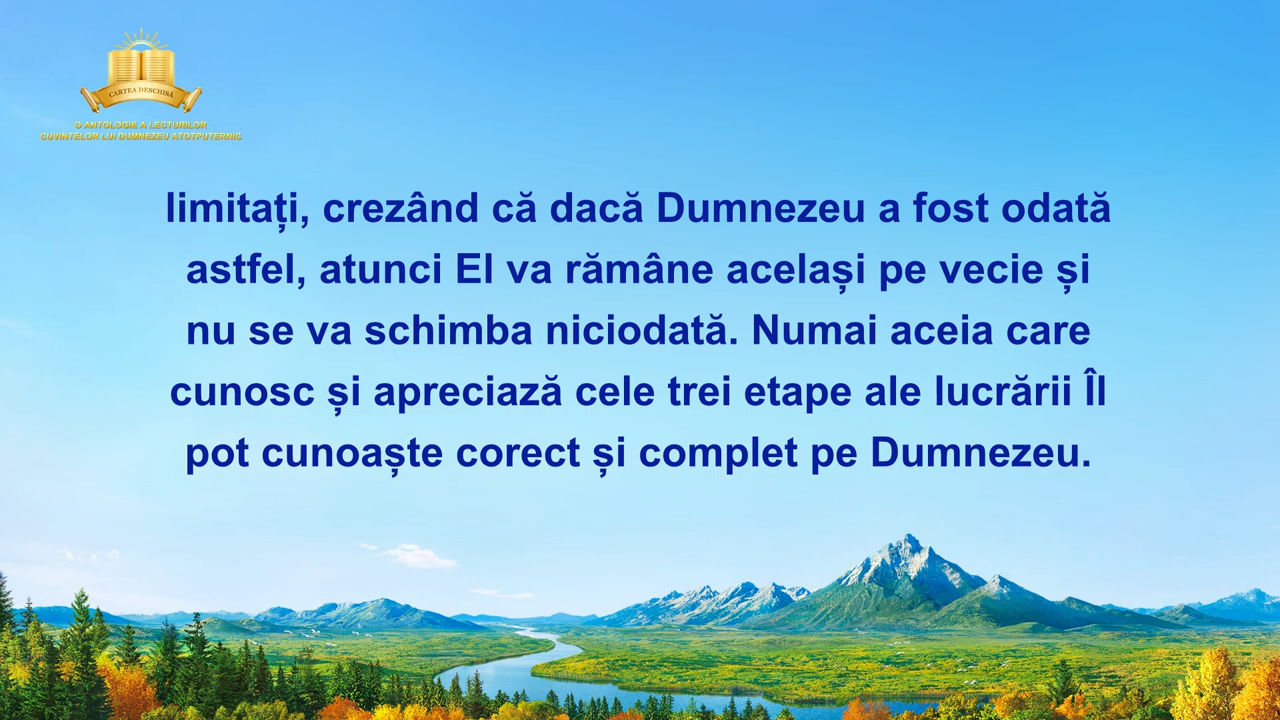 CARTEA DESCHISĂ
O ANTOLOGIE A LECTURILOR
CUVINTELOR LUI DUMNEZEU ATOTPUTERNIC
limitați, crezând că dacă Dumnezeu a fost odată
astfel, atunci El va rămâne același pe vecie și
nu se va schimba niciodată. Numai aceia care
cunosc și apreciază cele trei etape ale lucrării Îl
pot cunoaște corect și complet pe Dumnezeu.